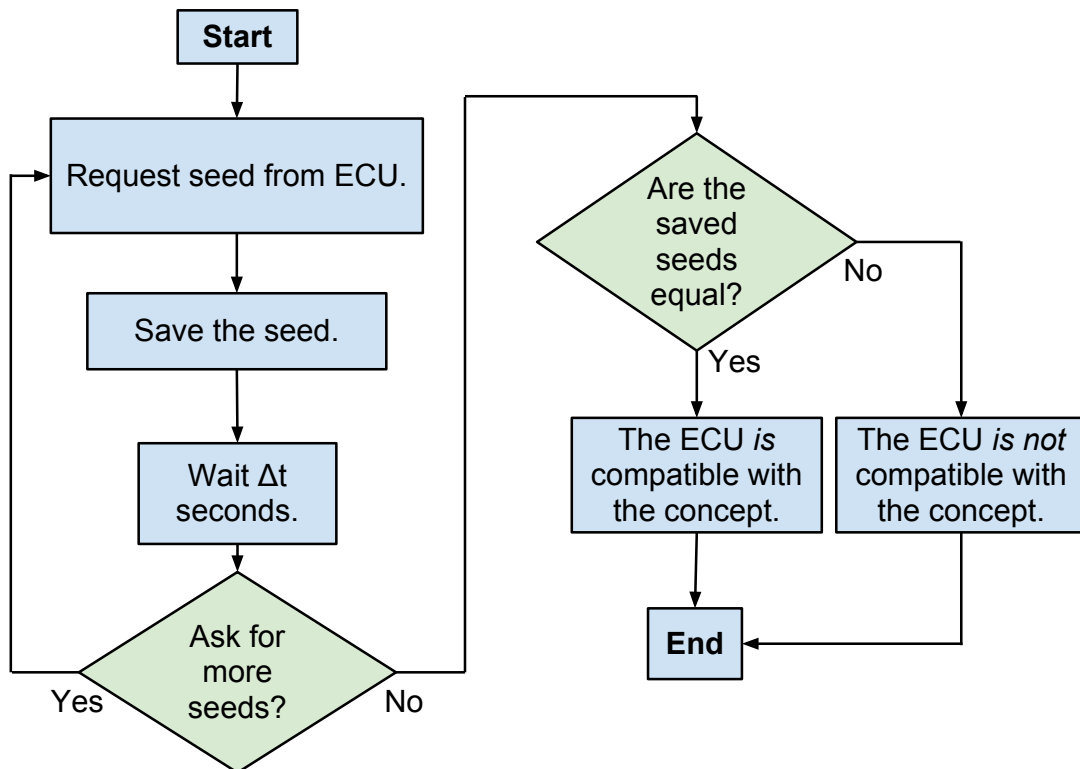 Start
Request seed from ECU.
Save the seed.
Wait Δt
seconds.
Ask for
more
seeds?
Yes
No
Are the
saved
seeds
equal?
No
Yes
The ECU is
compatible with
the concept.
The ECU is not
compatible with
the concept.
End